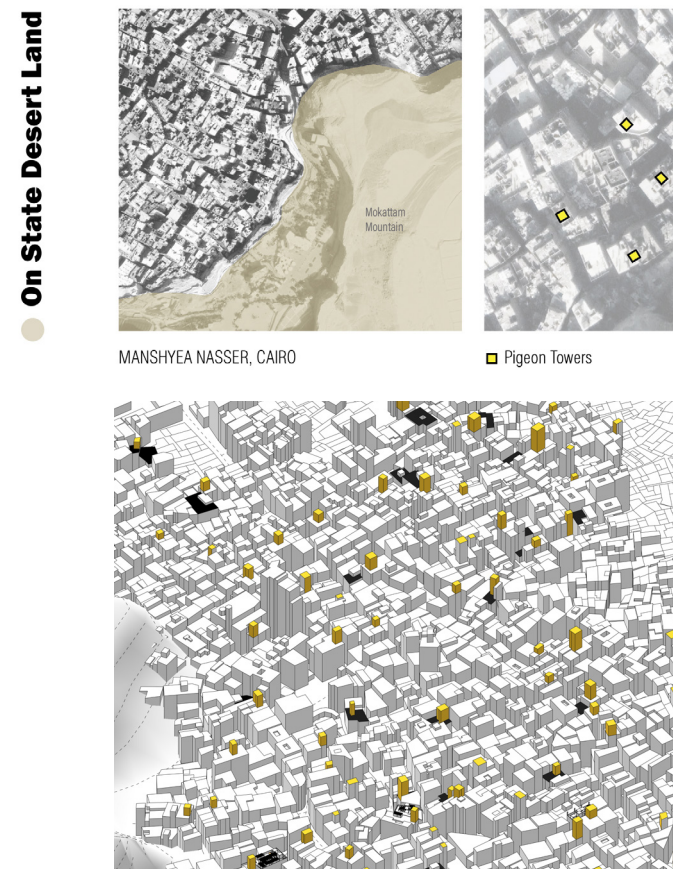 On State Desert Land
Mokattam
Mountain
MANSHYEA NASSER, CAIRO
Pigeon Towers